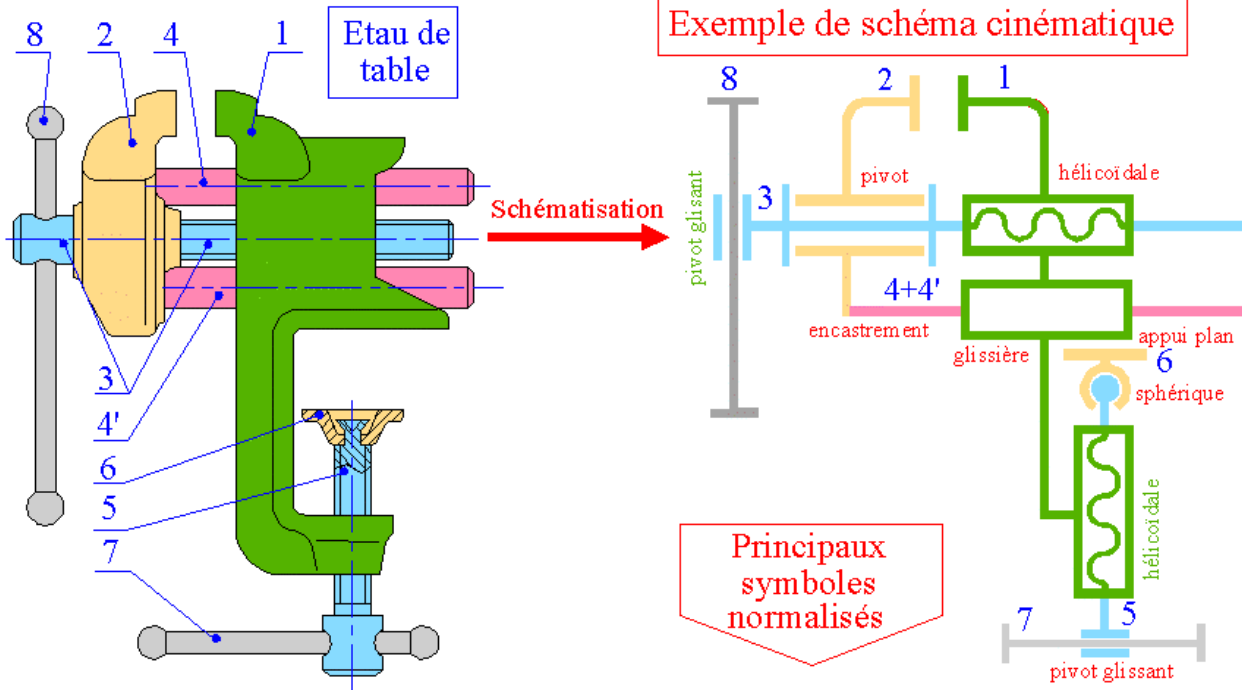 8
2
4
1
Etau de
table
3
4'
6
5
7
Schématisation
Exemple de schéma cinématique
8
2
1
pivot glisant
3
pivot
hélicoïdale
4+4'
encastrement
glissière
appui plan
6
sphérique
hélicoïdale
7
5
pivot glissant
Principaux
symboles
normalisés